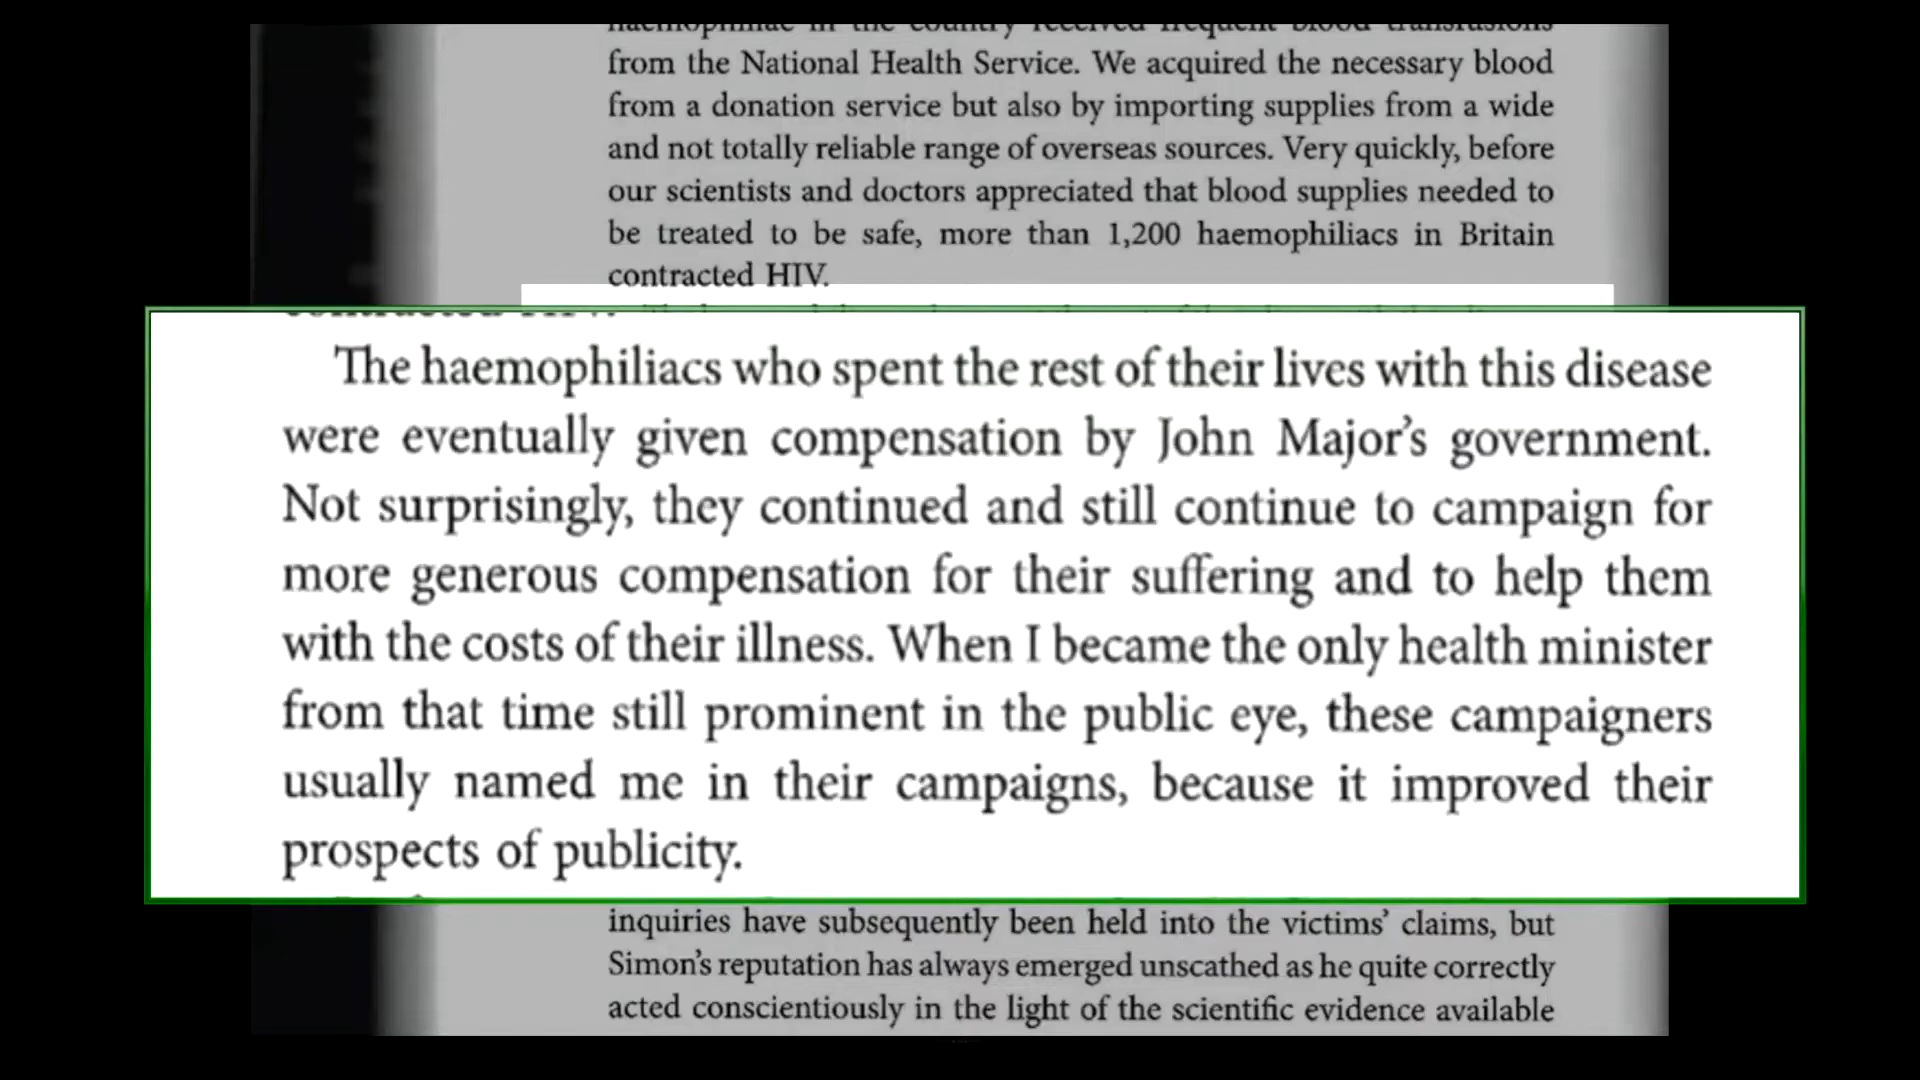 haemophiliac in the country received frequent blood transfusions
from the National Health Service. We acquired the necessary blood
from a donation service but also by importing supplies from a wide
and not totally reliable range of overseas sources. Very quickly, before
our scientists and doctors appreciated that blood supplies needed to
be treated to be safe, more than 1,200 haemophiliacs in Britain
contracted HIV.
The haemophiliacs who spent the rest of their lives with this disease
were eventually given compensation by John Major's government.
Not surprisingly, they continued and still continue to campaign for
more generous compensation for their suffering and to help them
with the costs of their illness. When I became the only health minister
from that time still prominent in the public eye, these campaigners
usually named me in their campaigns, because it improved their
prospects of publicity.
inquiries have subsequently been held into the victims' claims, but
Simon's reputation has always emerged unscathed as he quite correctly
acted conscientiously in the light of the scientific evidence available